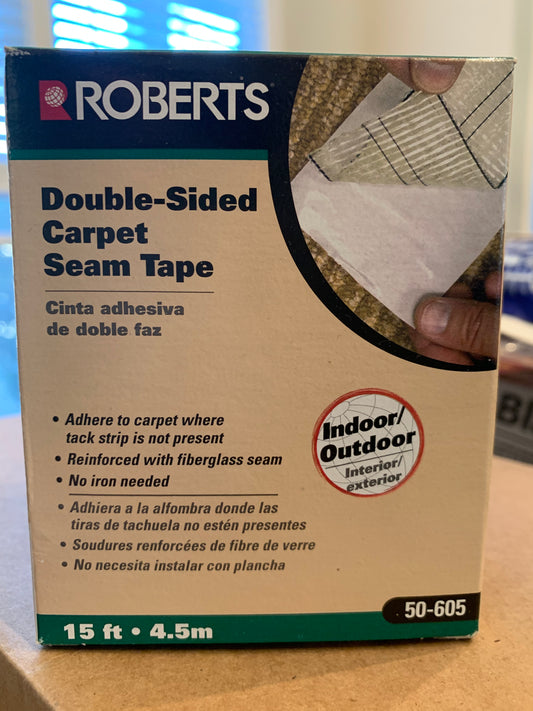 ROBERTS
Double-Sided
Carpet
Seam Tape
Cinta adhesiva
de doble faz
• Adhere to carpet where
tack strip is not present
• Reinforced with fiberglass seam
• No iron needed
• Adhiera a la alfombra donde las
tiras de tachuela no estén presentes
• Soudures renforcées de fibre de verre
• No necesita instalar con plancha
Indoor/
Outdoor
Interior/
exterior
50-605
15 ft • 4.5m